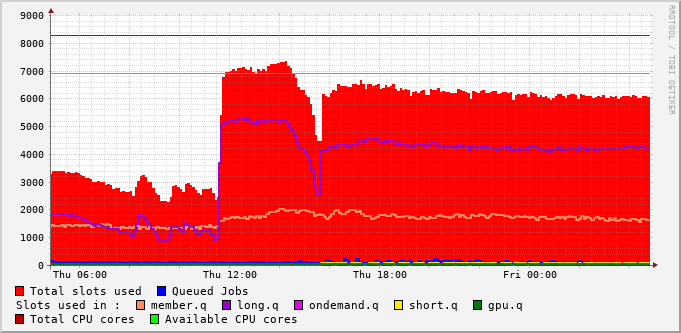 9000
8000
7000
6000
5000
4000
3000
2000
1000
0
Thu 06:00 Thu 12:00 Thu 18:00 Fri 00:00
Total slots used Queued Jobs
Slots used in : member.q long.q ondemand.q short.q gpu.q
Total CPU cores Available CPU cores
RRDTOOL / TOBI OETIKER